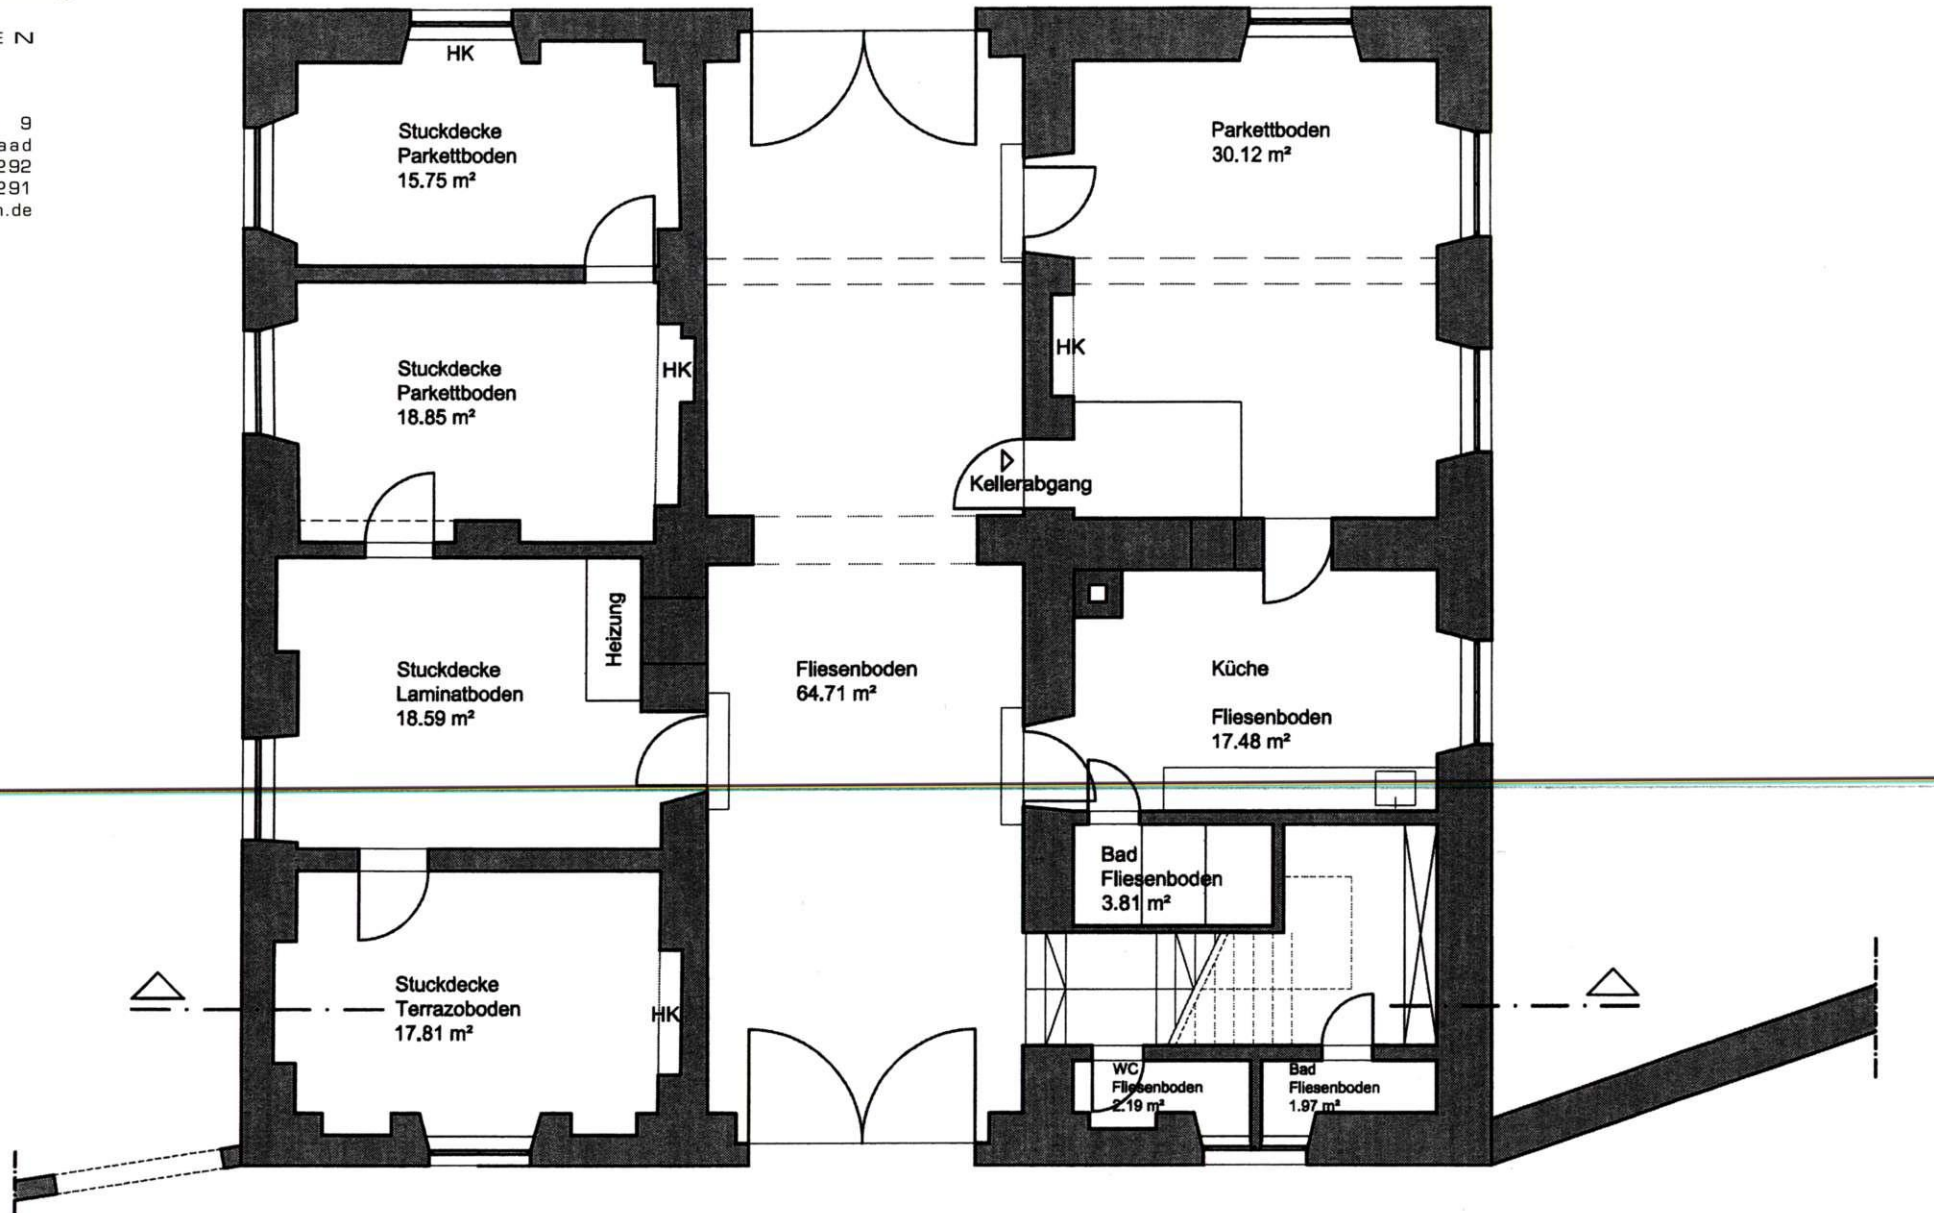 E N
9
aad
292
291
n.de
HK
Stuckdecke
Parkettboden
15.75 m²
Parkettboden
30.12 m²
Stuckdecke
Parkettboden
18.85 m²
HK
HK
Kellerabgang
Stuckdecke
Laminatboden
18.59 m²
Heizung
Fliesenboden
64.71 m²
Küche
Fliesenboden
17.48 m²
Bad
Fliesenboden
3.81 m²
Stuckdecke
Terrazoboden
17.81 m²
HK
WC
Fliesenboden
2.19 m²
Bad
Fliesenboden
1.97 m²